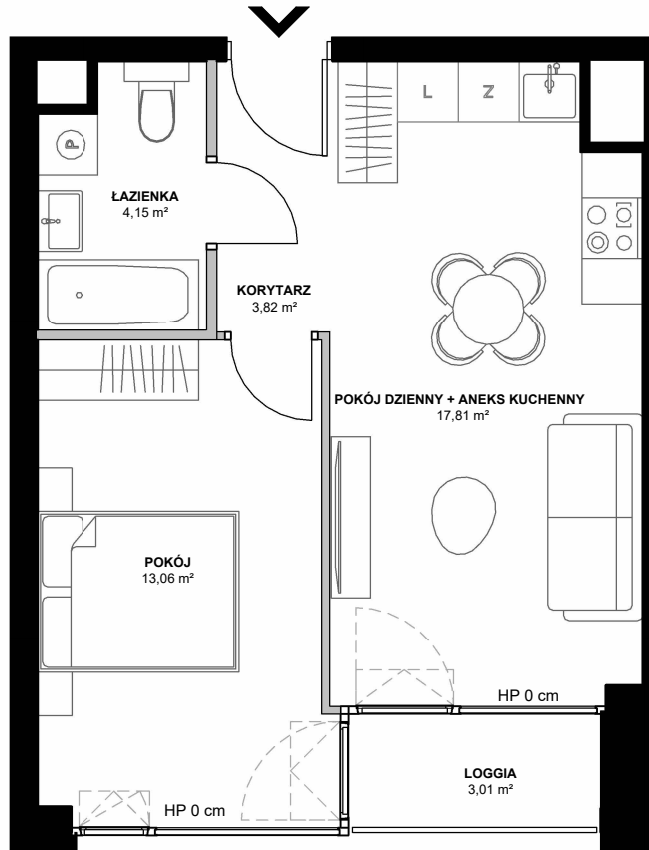 L
Z
P
ŁAZIENKA
4,15 m²
KORYTARZ
3,82 m²
POKÓJ DZIENNY + ANEKS KUCHENNY
17,81 m²
POKÓJ
13,06 m²
HP 0 cm
LOGGIA
3,01 m²
HP 0 cm